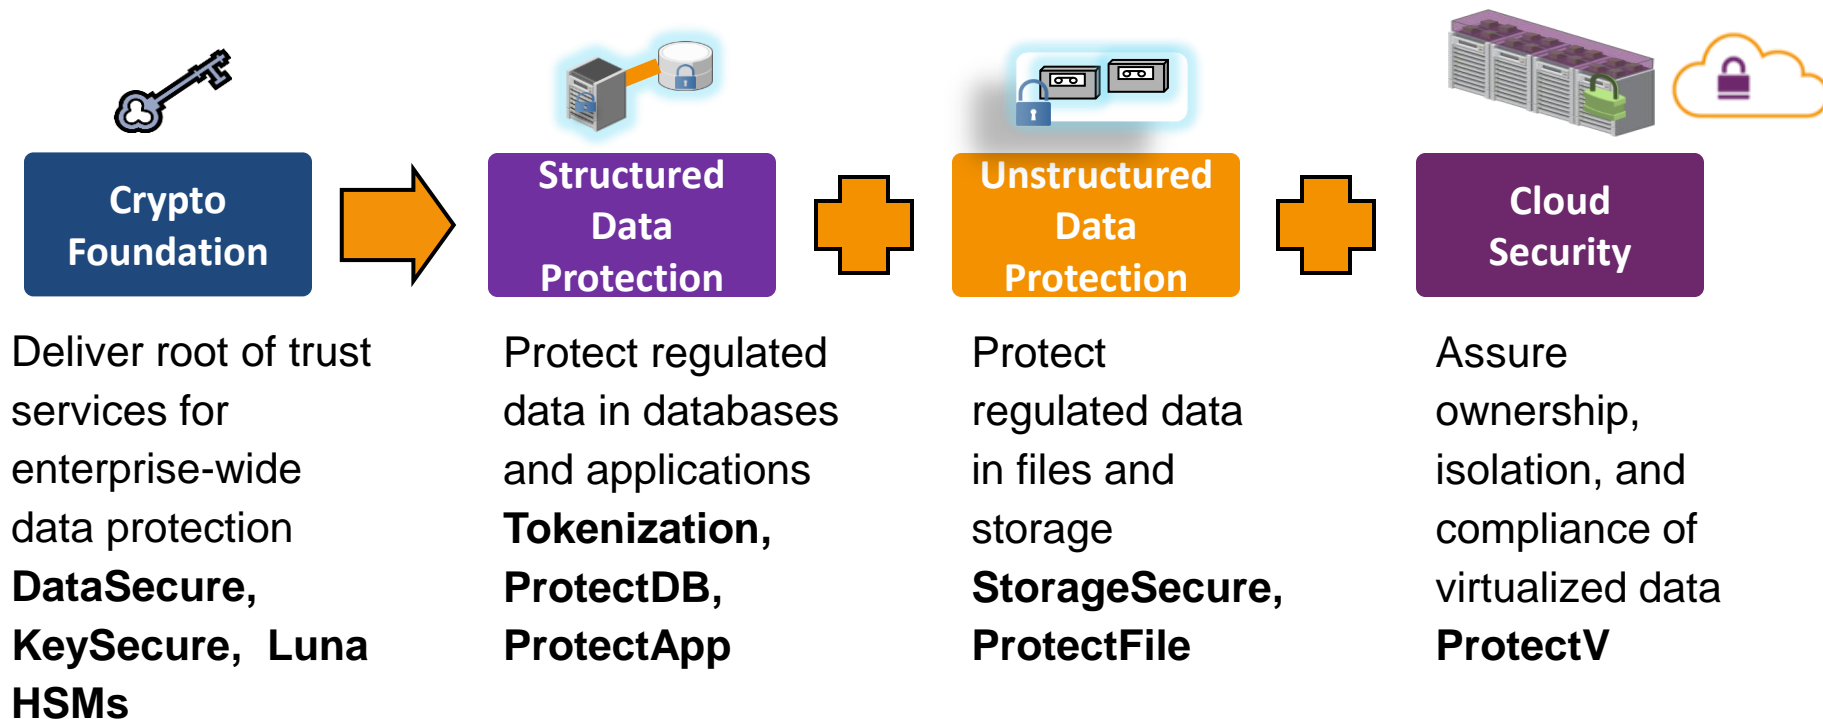 Crypto
Foundation
Structured
Data
Protection
Unstructured
Data
Protection
Cloud
Security
Deliver root of trust
services for
enterprise-wide
data protection
DataSecure,
KeySecure, Luna
HSMs
Protect regulated
data in databases
and applications
Tokenization,
ProtectDB,
ProtectApp
Protect
regulated data
in files and
storage
StorageSecure,
ProtectFile
Assure
ownership,
isolation, and
compliance of
virtualized data
ProtectV